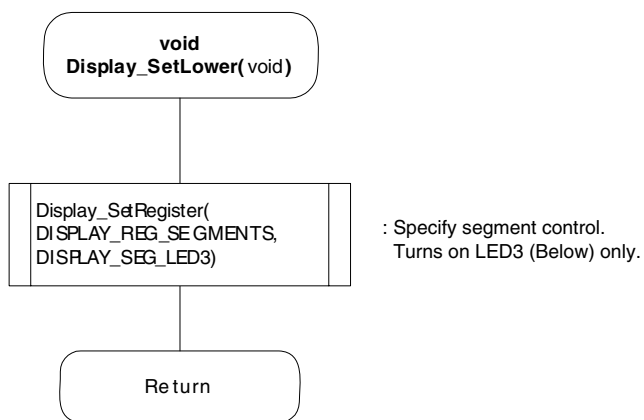 void
Display_SetLower(void)
Display_SetRegister(
DISPLAY_REG_SEGMENTS,
DISPLAY_SEG_LED3)
: Specify segment control.
Turns on LED3 (Below) only.
Return